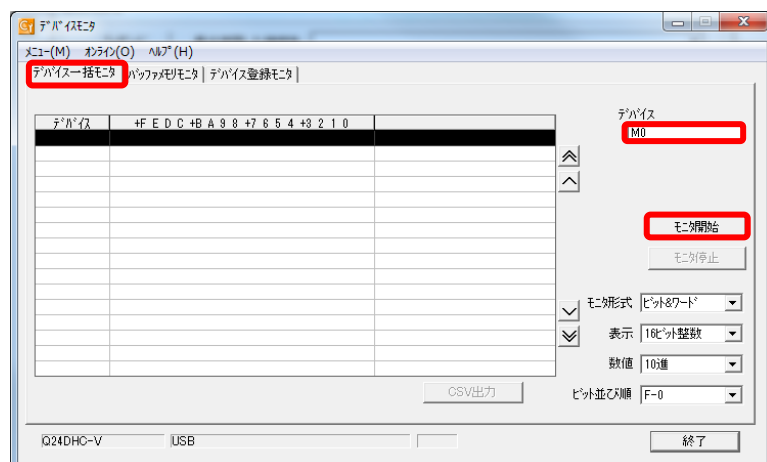 ﾃﾞﾊﾞｲｽﾓﾆﾀ
ﾒﾆｭｰ(M) ｵﾝﾗｲﾝ(O) ﾍﾙﾌﾟ(H)
ﾃﾞﾊﾞｲｽ一括ﾓﾆﾀ ﾊﾞｯﾌｧﾒﾓﾘﾓﾆﾀ ﾃﾞﾊﾞｲｽ登録ﾓﾆﾀ
ﾃﾞﾊﾞｲｽ
ﾃﾞﾊﾞｲｽ +F E D C +B A 9 8 +7 6 5 4 +3 2 1 0
M0
ﾓﾆﾀ開始
ﾓﾆﾀ停止
ﾓﾆﾀ形式 ﾋﾞｯﾄ&ﾜｰﾄﾞ
表示 16ﾋﾞｯﾄ整数
数値 10進
CSV出力 ﾋﾞｯﾄ並び順 F-0
Q24DHC-V USB 終了